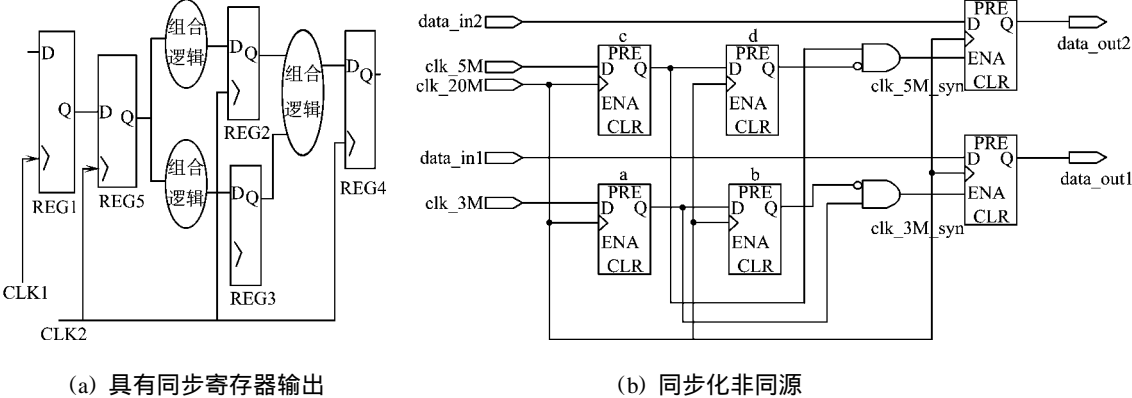 组合
逻辑
D
Q
REG1
D
Q
REG5
组合
逻辑
D
Q
REG2
D
Q
REG3
组合
逻辑
D
Q
REG4
CLK1
CLK2
(a) 具有同步寄存器输出
data_in2
clk_5M
clk_20M
c
PRE
D Q
ENA
CLR
d
PRE
D Q
ENA
CLR
clk_5M_syn
PRE
D Q
ENA
CLR
data_out2
data_in1
clk_3M
a
PRE
D Q
ENA
CLR
b
PRE
D Q
ENA
CLR
clk_3M_syn
PRE
D Q
ENA
CLR
data_out1
(b) 同步化非同源